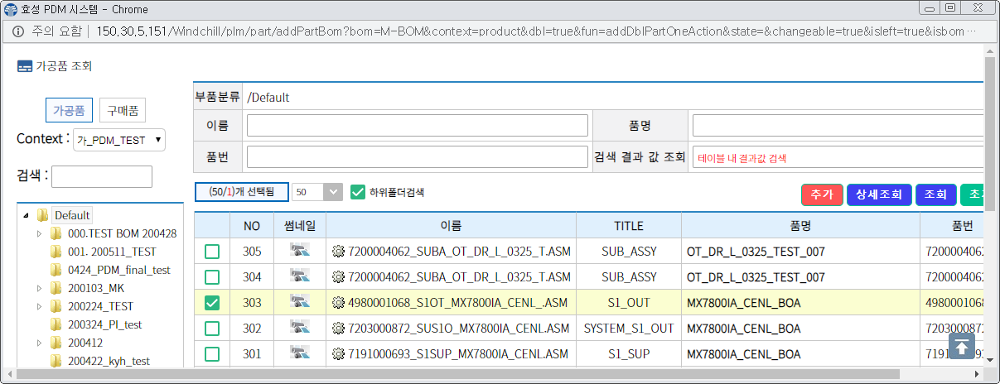 효성 PDM 시스템 - Chrome
주의 요함 | 150.30.5.151/Windchill/plm/part/addPartBom?bom=M-BOM&context=product&dbl=true&fun=addDblPartOneAction&state=&changeable=true&isleft=true&isbom…
가공품 조회
가공품 구매품
Context : 가_PDM_TEST
검색 :
Default
000.TEST BOM 200428
001. 200511_TEST
0424_PDM_final_test
200103_MK
200224_TEST
200324_PI_test
200412
200422_kyh_test
부품분류 /Default
이름 품명
품번 검색 결과 값 조회 테이블 내 결과값 검색
(50/1)개 선택됨 50 하위폴더검색 추가 상세조회 조회
NO 썸네일 이름 TITLE 품명 품번
305 7200004062_SUBA_OT_DR_L_0325_T.ASM SUB_ASSY OT_DR_L_0325_TEST_007 7200004062
304 7200004062_SUBA_OT_DR_L_0325_T.ASM SUB_ASSY OT_DR_L_0325_TEST_007 7200004062
303 4980001068_S1OT_MX7800IA_CENL_.ASM S1_OUT MX7800IA_CENL_BOA 4980001068
302 7203000872_SUS1O_MX7800IA_CENL.ASM SYSTEM_S1_OUT MX7800IA_CENL_BOA 7203000872
301 7191000693_S1SUP_MX7800IA_CENL.ASM S1_SUP MX7800IA_CENL_BOA